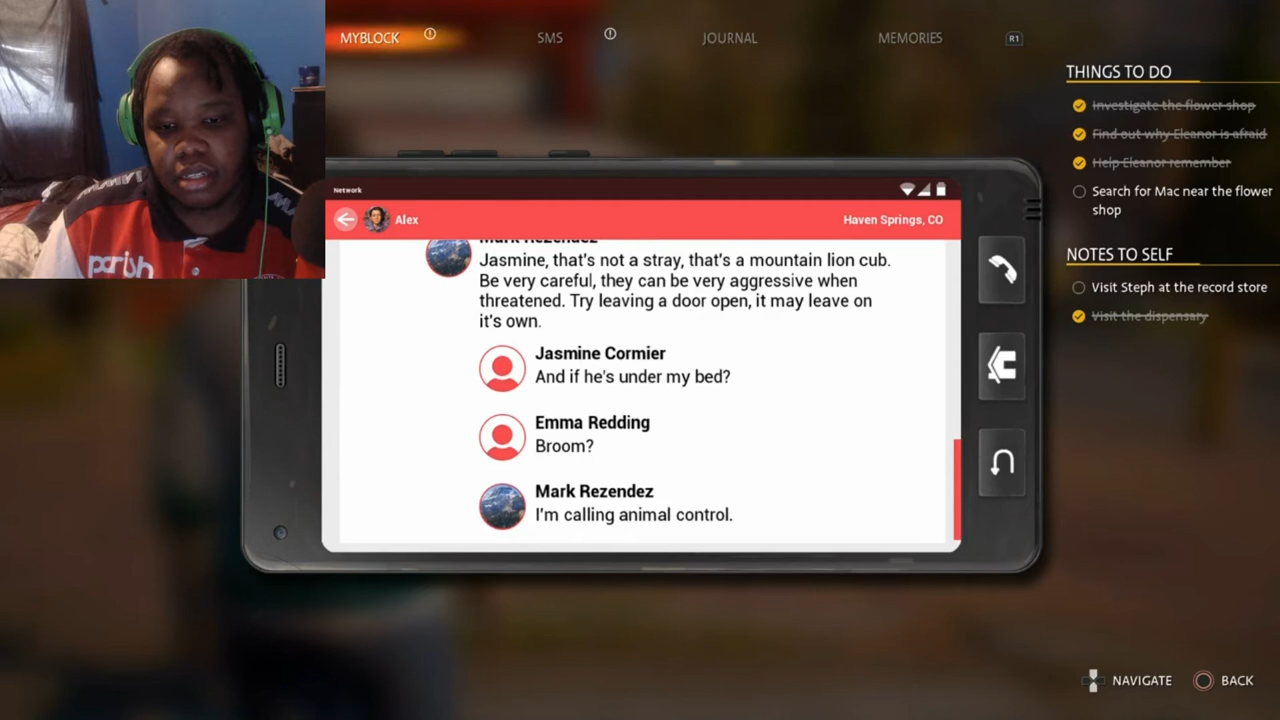 MYBLOCK
SMS
JOURNAL
MEMORIES
R1
THINGS TO DO
Investigate the flower shop
Find out why Eleanor is afraid
Help Eleanor remember
Search for Mac near the flower
shop
NOTES TO SELF
Visit Steph at the record store
Visit the dispensary
Network
Alex
Haven Springs, CO
Mark Rezendez
Jasmine, that's not a stray, that's a mountain lion cub.
Be very careful, they can be very aggressive when
threatened. Try leaving a door open, it may leave on
it's own.
Jasmine Cormier
And if he's under my bed?
Emma Redding
Broom?
Mark Rezendez
I'm calling animal control.
parish
NAVIGATE
BACK